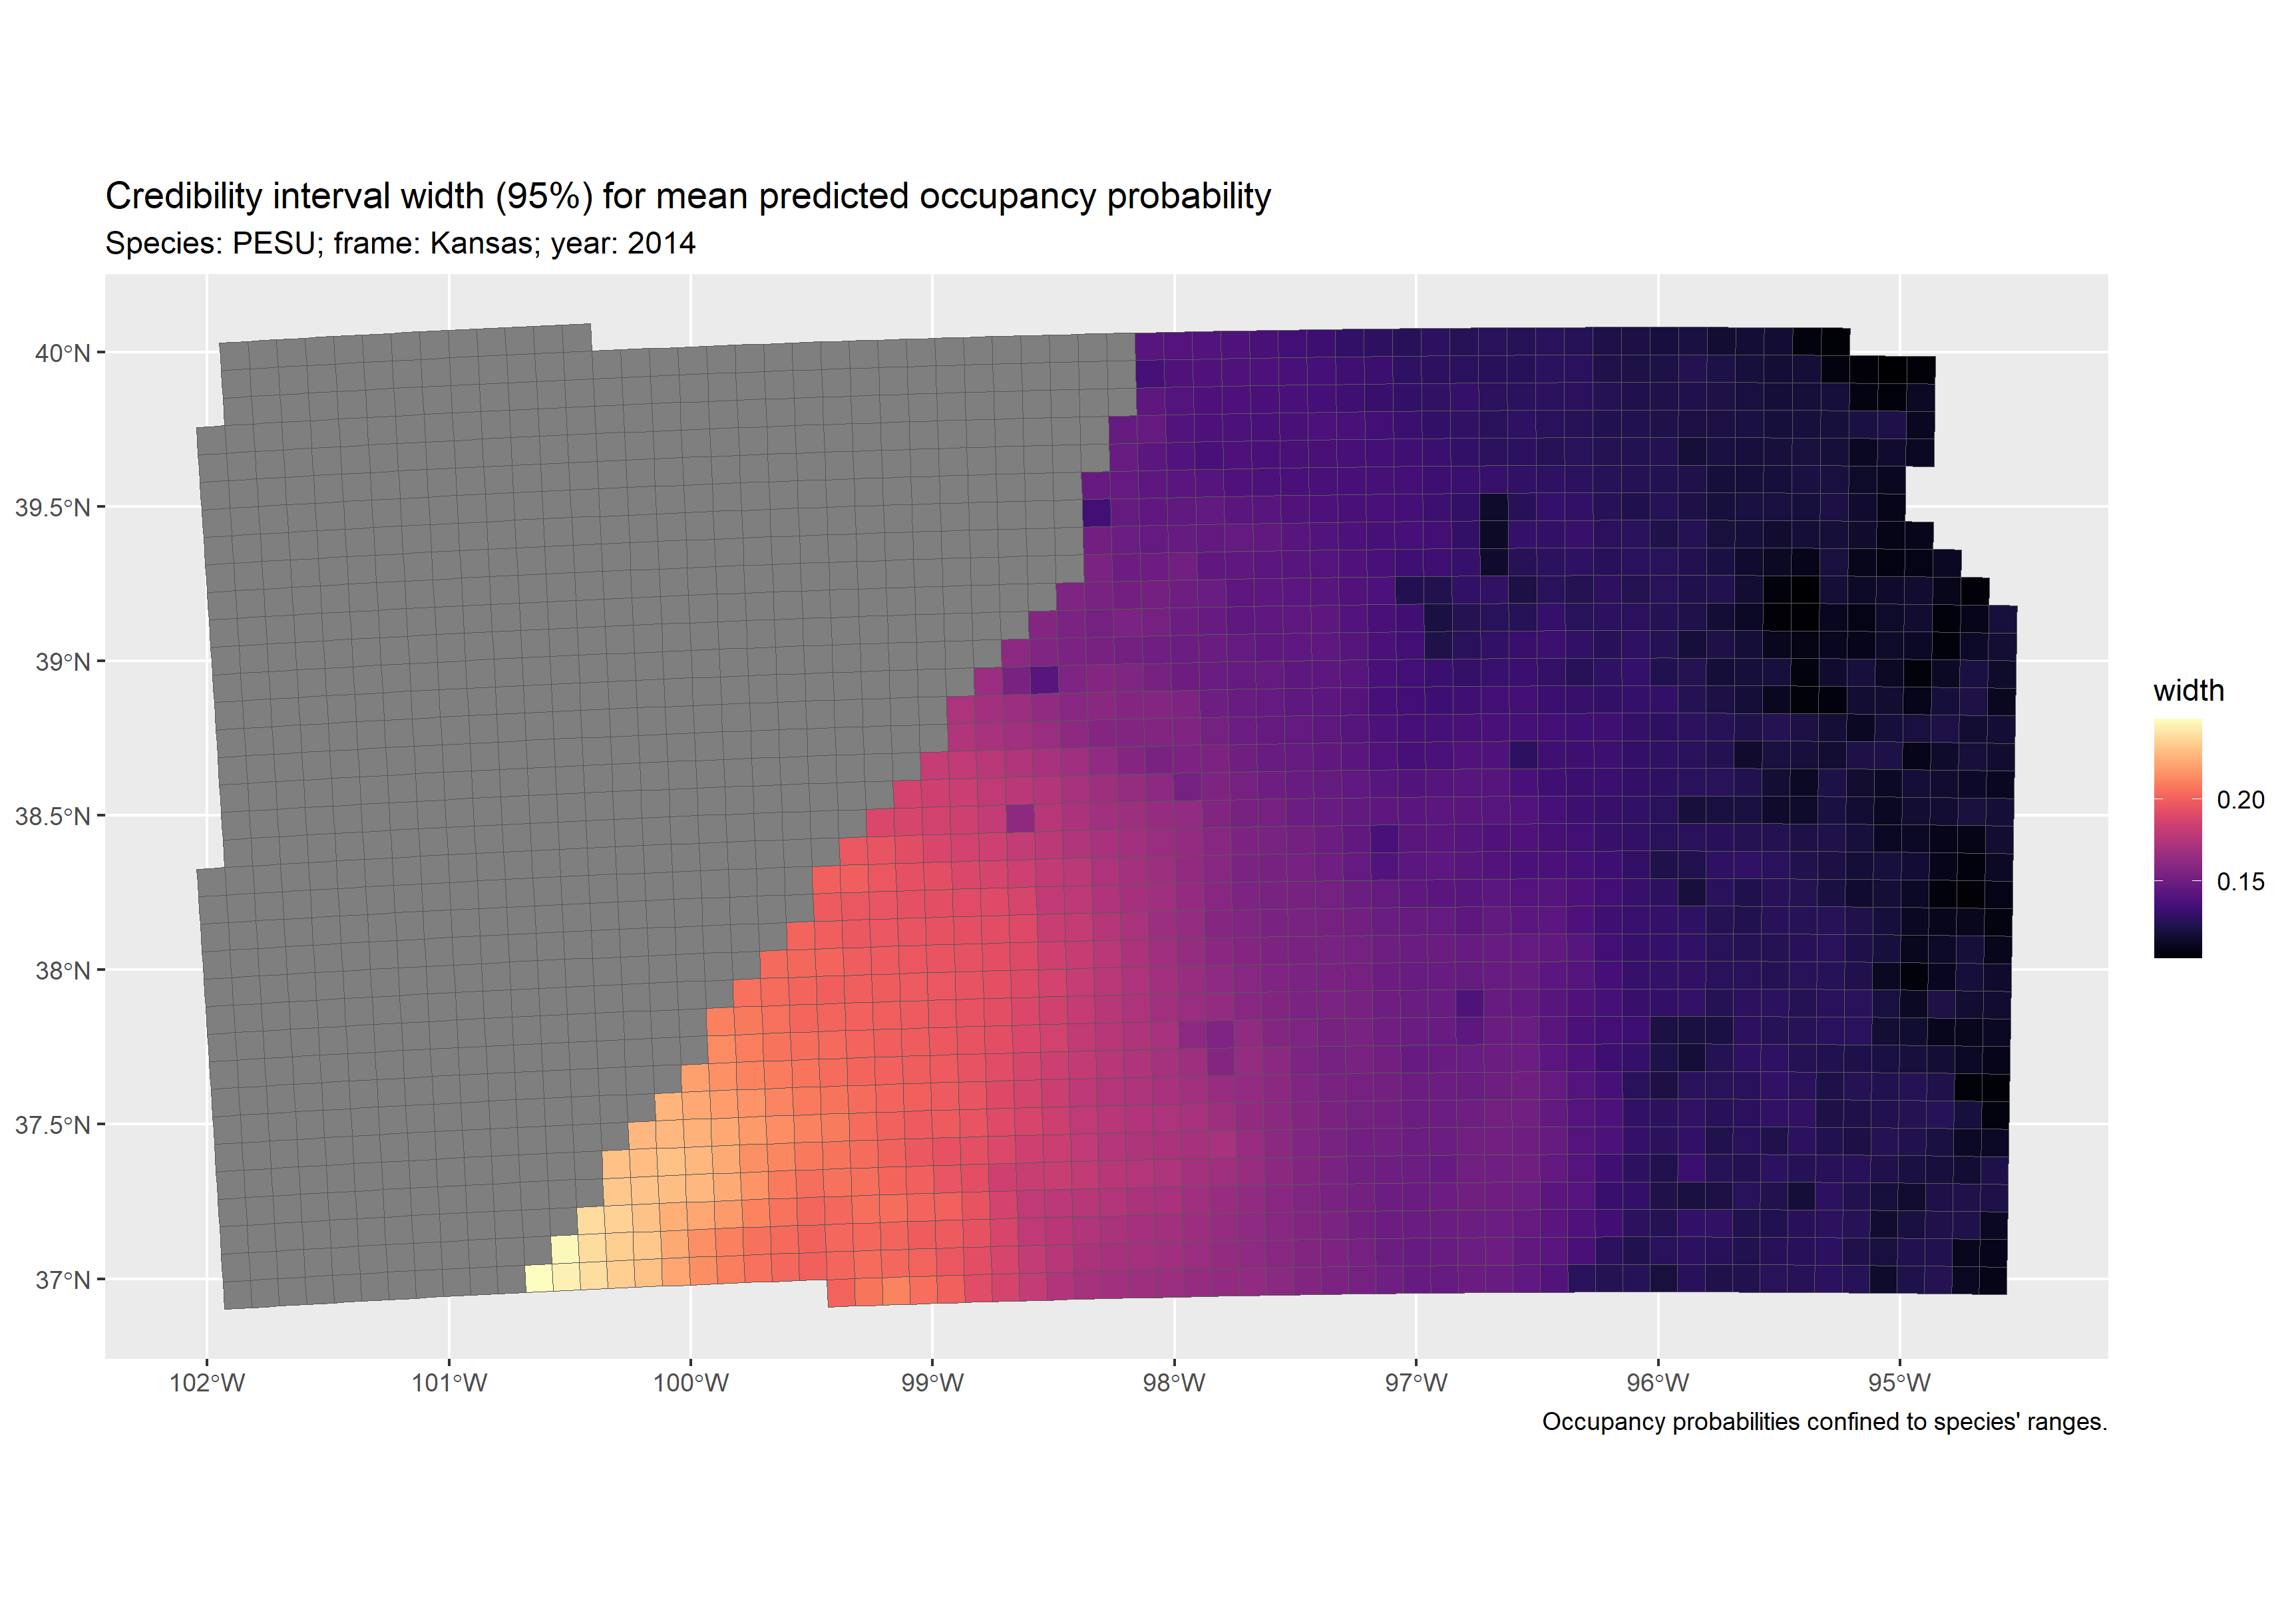 Credibility interval width (95%) for mean predicted occupancy probability
Species: PESU; frame: Kansas; year: 2014
40°N
39.5°N
39°N
38.5°N
38°N
37.5°N
37°N
102°W 101°W 100°W 99°W 98°W 97°W 96°W 95°W
width
0.20
0.15
Occupancy probabilities confined to species' ranges.